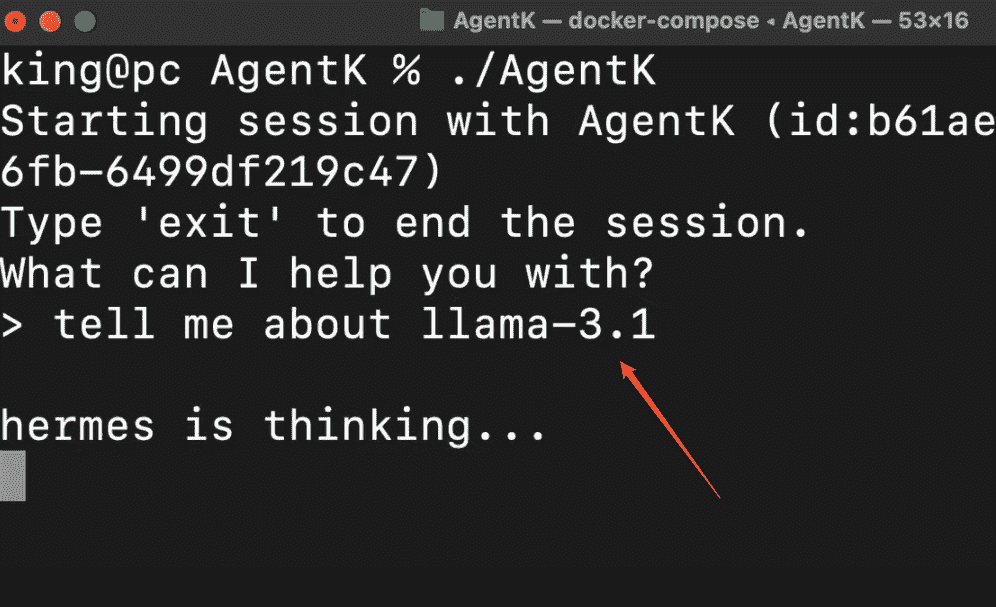 AgentK — docker-compose ◂ AgentK — 53×16
king@pc AgentK % ./AgentK
Starting session with AgentK (id:b61ae
6fb-6499df219c47)
Type 'exit' to end the session.
What can I help you with?
> tell me about llama-3.1
hermes is thinking...